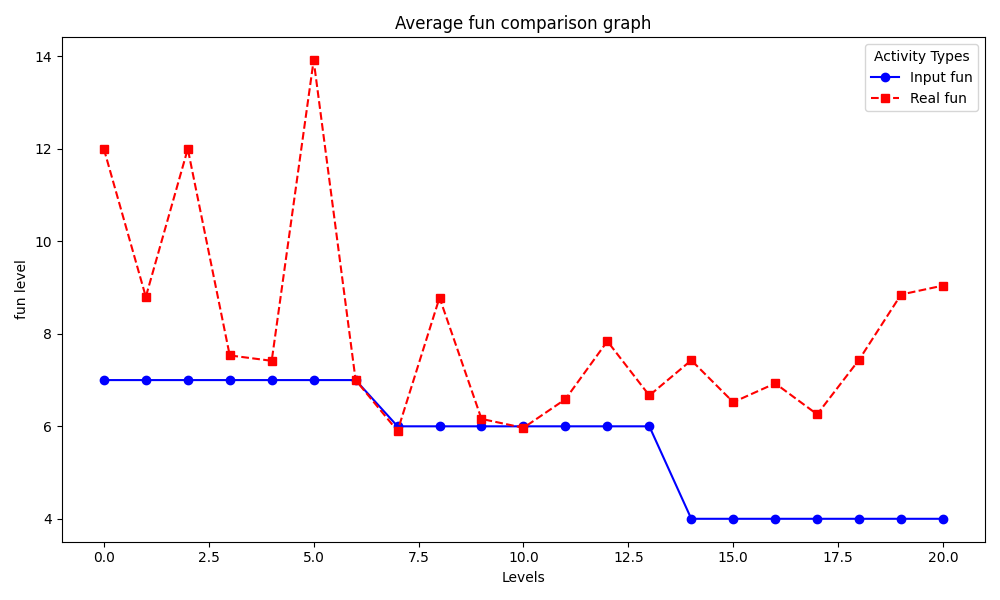 Average fun comparison graph
Activity Types
Input fun
Real fun
14
12
10
8
6
4
fun level
0.0 2.5 5.0 7.5 10.0 12.5 15.0 17.5 20.0
Levels